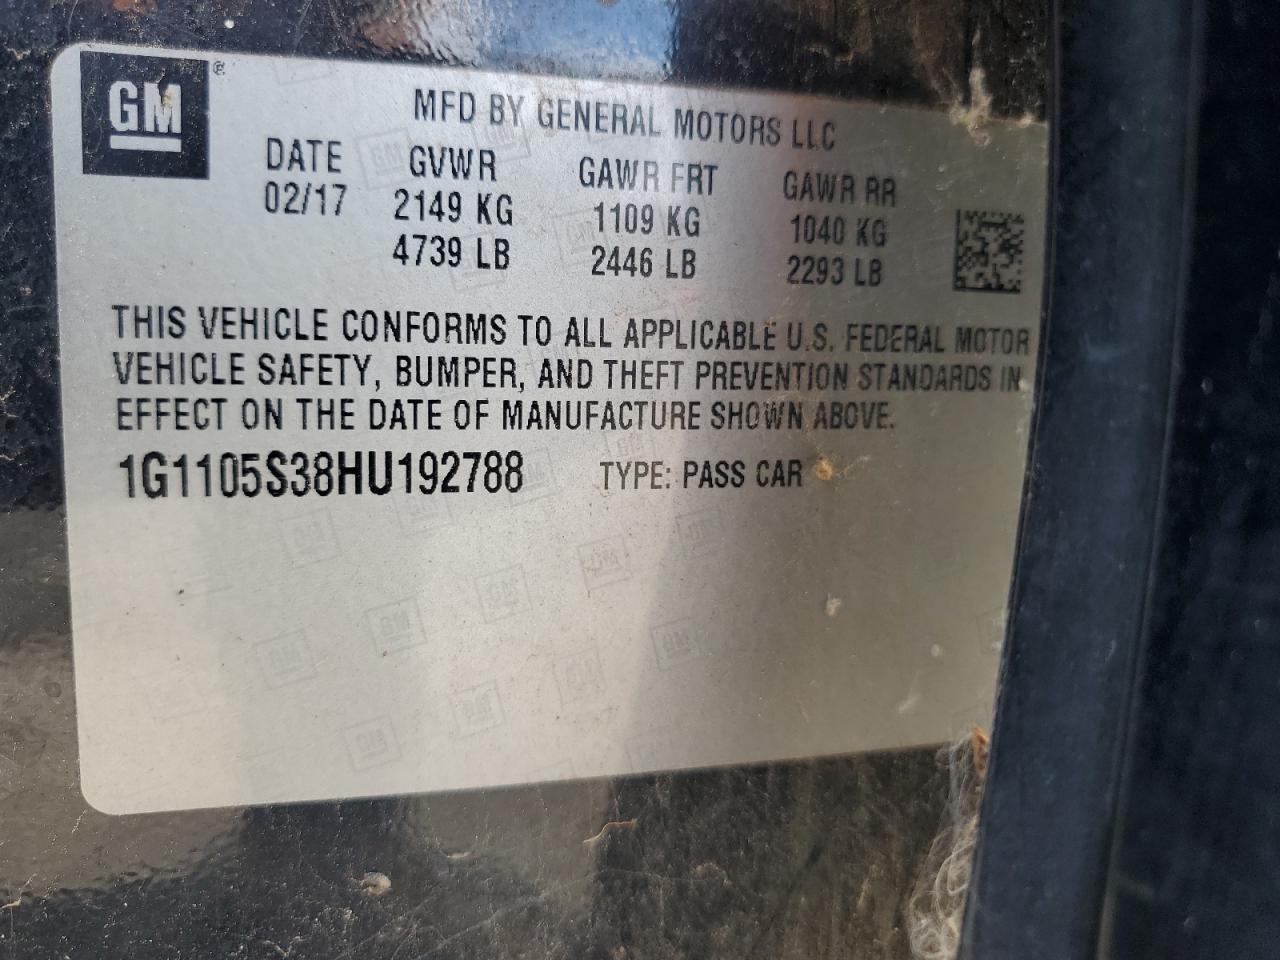 GM®
MFD BY GENERAL MOTORS LLC
DATE GVWR GAWR FRT GAWR RR
02/17 2149 KG 1109 KG 1040 KG
4739 LB 2446 LB 2293 LB
THIS VEHICLE CONFORMS TO ALL APPLICABLE U.S. FEDERAL MOTOR
VEHICLE SAFETY, BUMPER, AND THEFT PREVENTION STANDARDS IN
EFFECT ON THE DATE OF MANUFACTURE SHOWN ABOVE.
1G1105S38HU192788 TYPE: PASS CAR